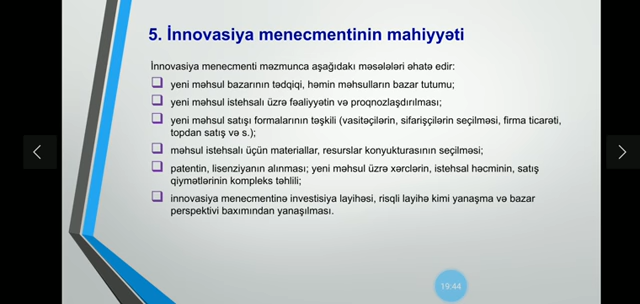 5. İnnovasiya menecmentinin mahiyyəti
İnnovasiya menecmenti məzmunca aşağıdakı məsələləri əhatə edir:
yeni məhsul bazarının tədqiqi, həmin məhsulların bazar tutumu;
yeni məhsul istehsalı üzrə fəaliyyətin və proqnozlaşdırılması;
yeni məhsul satışı formalarının təşkili (vasitəçilərin, sifarişçilərin seçilməsi, firma ticarəti,
topdan satış və s.);
məhsul istehsalı üçün materiallar, resurslar konyukturasının seçilməsi;
patentin, lisenziyanın alınması; yeni məhsul üzrə xərclərin, istehsal həcminin, satış
qiymətlərinin kompleks təhlili;
innovasiya menecmentinə investisiya layihəsi, riskli layihə kimi yanaşma və bazar
perspektivi baxımından yanaşılması.
19:44